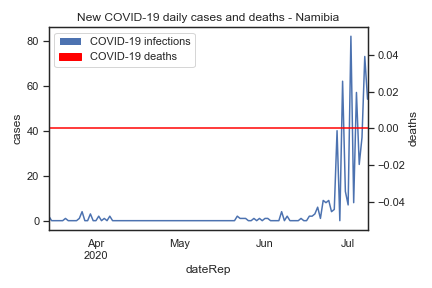 New COVID-19 daily cases and deaths - Namibia
COVID-19 infections
COVID-19 deaths
80
60
40
20
0
cases
0.04
0.02
0.00
−0.02
−0.04
deaths
Apr
2020
May
Jun
Jul
dateRep